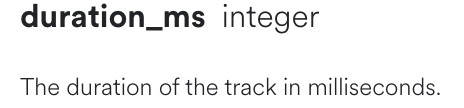 duration_ms integer
The duration of the track in milliseconds.